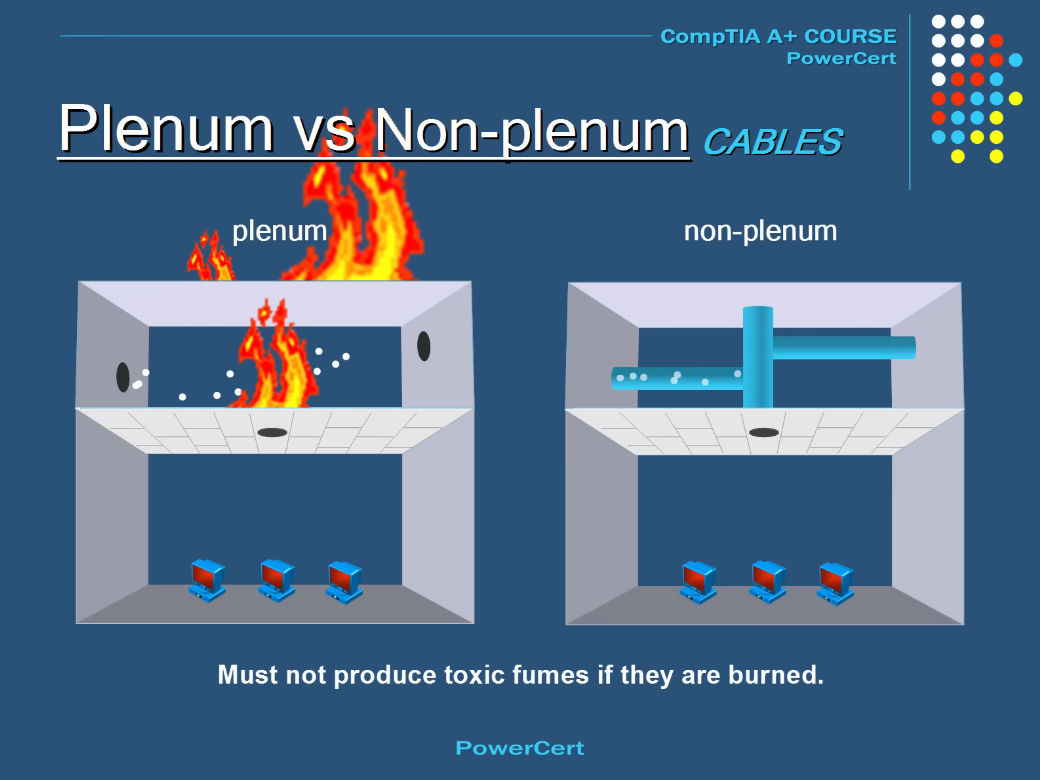 CompTIA A+ COURSE
PowerCert
Plenum vs Non-plenum CABLES
plenum
non-plenum
Must not produce toxic fumes if they are burned.
PowerCert